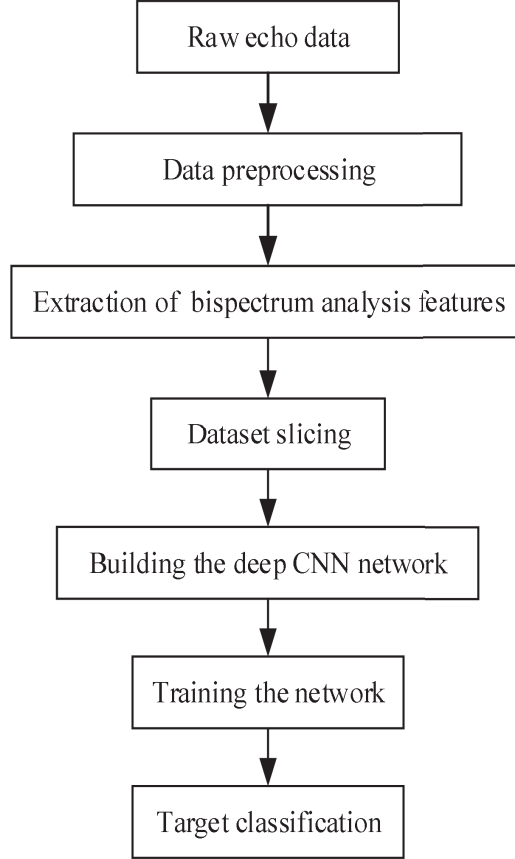 Raw echo data
Data preprocessing
Extraction of bispectrum analysis features
Dataset slicing
Building the deep CNN network
Training the network
Target classification